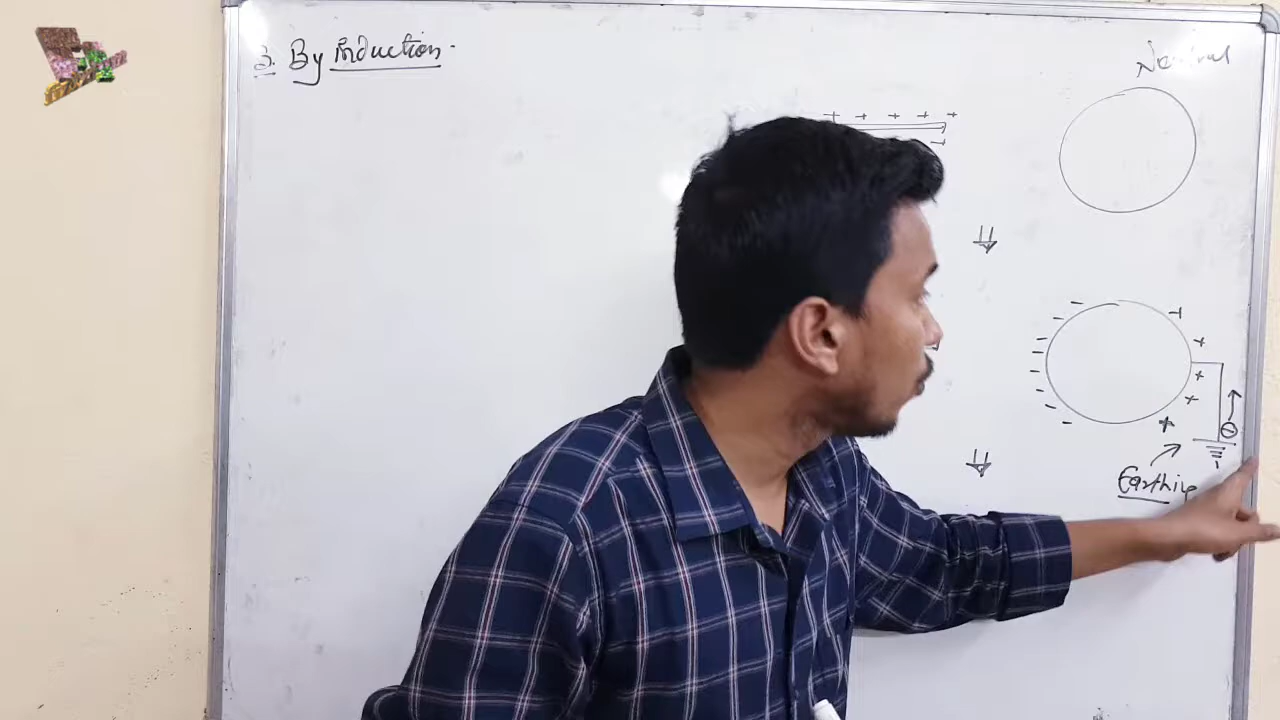 3. By induction.
Neutral
+ + + + +
- - - - - - - - + + + + +
Earthing